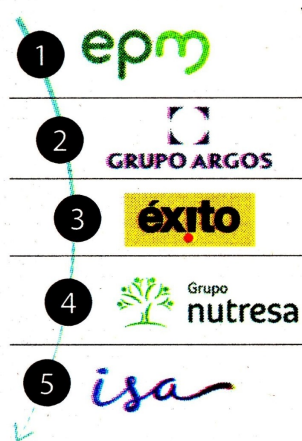 1 epm
2 GRUPO ARGOS
3 éxito
4 Grupo
nutresa
5 isa